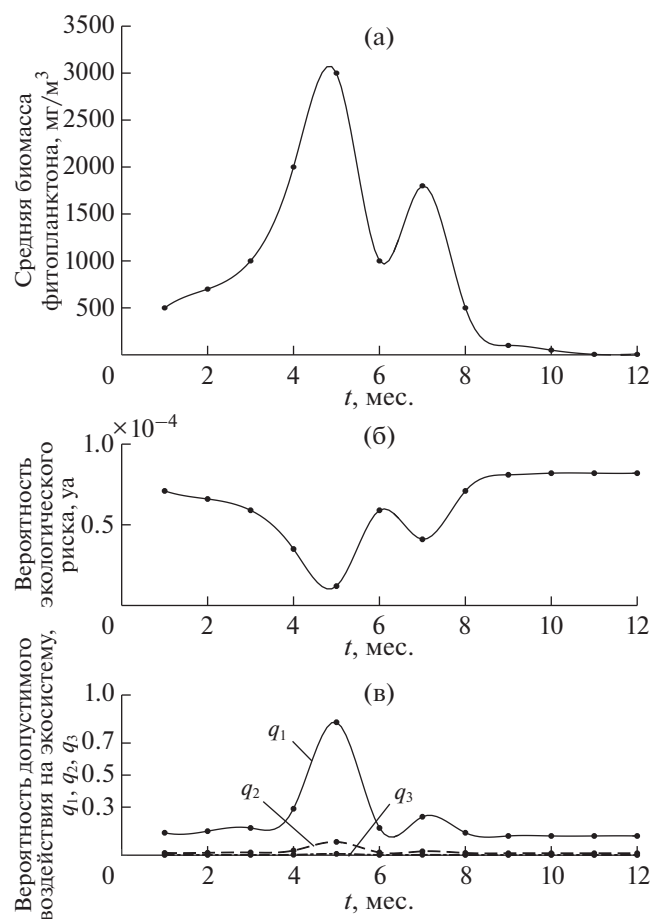 (а)
Средняя биомасса
фитопланктона, мг/м³
3500
3000
2500
2000
1500
1000
500
0
2
4
6
8
10
12
t, мес.
(б)
Вероятность
экологического
риска, уа
×10⁻⁴
1.0
0.5
0
2
4
6
8
10
12
t, мес.
(в)
Вероятность допустимого
воздействия на экосистему,
q₁, q₂, q₃
1.0
0.7
0.5
0.3
0
q₁
q₂
q₃
2
4
6
8
10
12
t, мес.